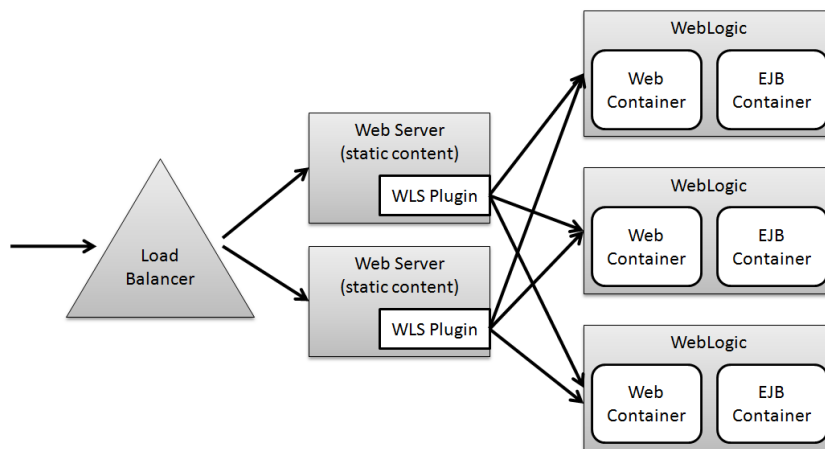 WebLogic
Web
Container
EJB
Container
Web Server
(static content)
WLS Plugin
WebLogic
Web
Container
EJB
Container
Load
Balancer
Web Server
(static content)
WLS Plugin
WebLogic
Web
Container
EJB
Container